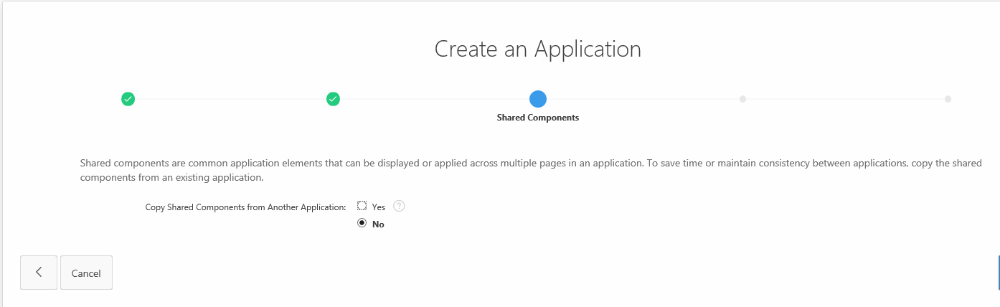 Create an Application
Shared Components
Shared components are common application elements that can be displayed or applied across multiple pages in an application. To save time or maintain consistency between applications, copy the shared
components from an existing application.
Copy Shared Components from Another Application: Yes ?
No
Cancel